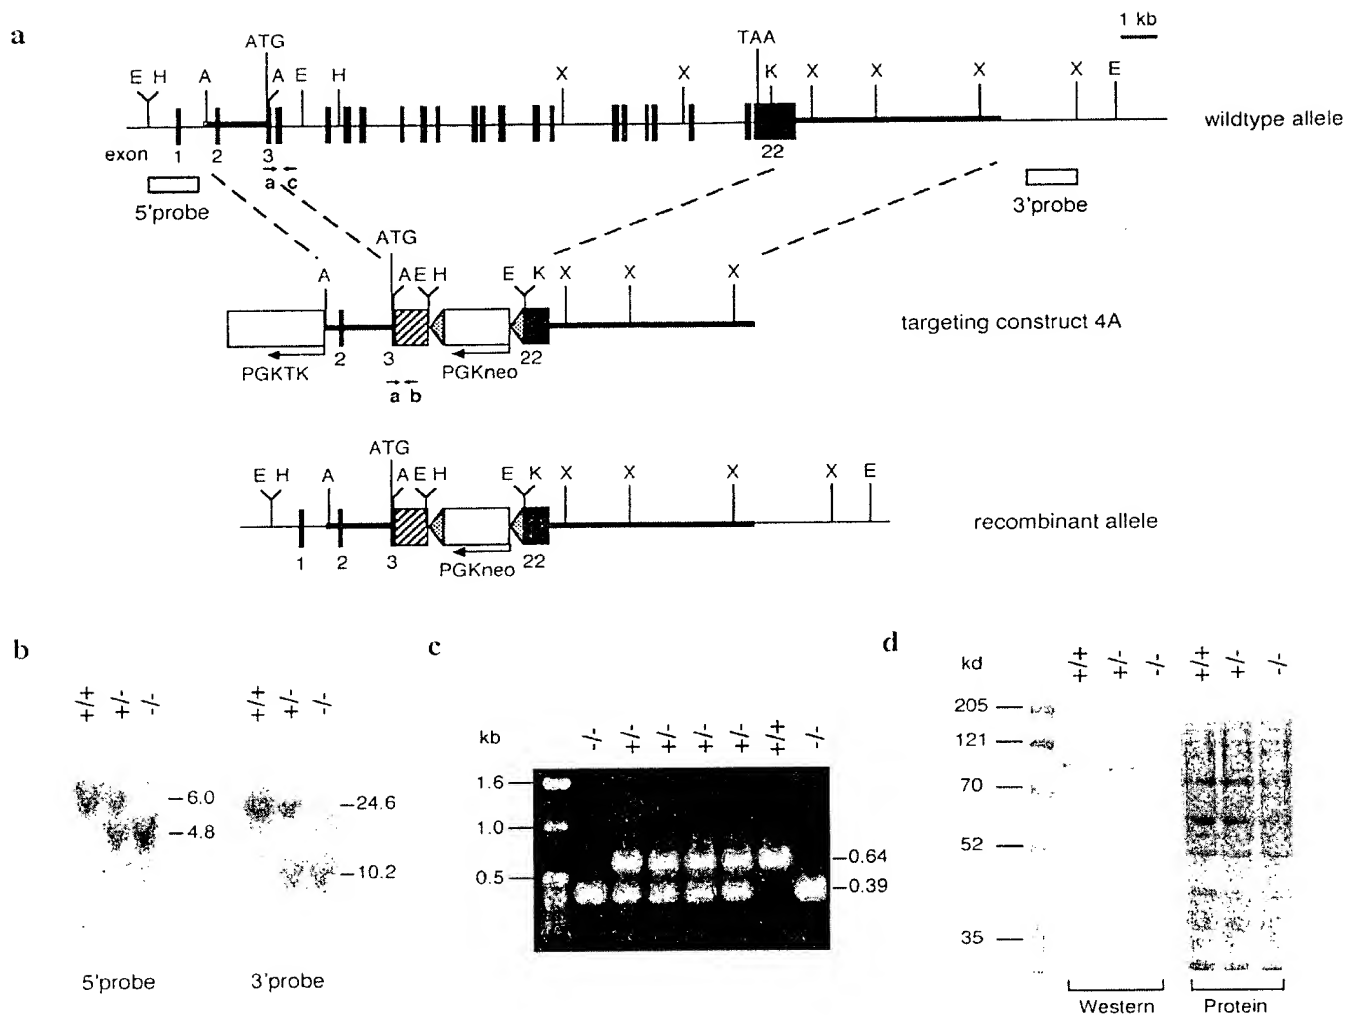 a
1 kb
ATG
TAA
E H A A E H X X K X X X X E
wildtype allele
exon 1 2 3 22
a c
5'probe
3'probe
ATG
A A E H E K X X X
targeting construct 4A
PGKTK
2 3 PGKneo 22
a b
ATG
E H A A E H E K X X X X E
recombinant allele
1 2 3 PGKneo 22
b
+/+ +/- -/- +/+ +/- -/-
6.0
4.8
24.6
10.2
5'probe 3'probe
c
kb
-/- +/- +/- +/- +/- +/+ -/-
1.6
1.0
0.5
0.64
0.39
d
kd
+/+ +/- -/- +/+ +/- -/-
205
121
70
52
35
Western Protein